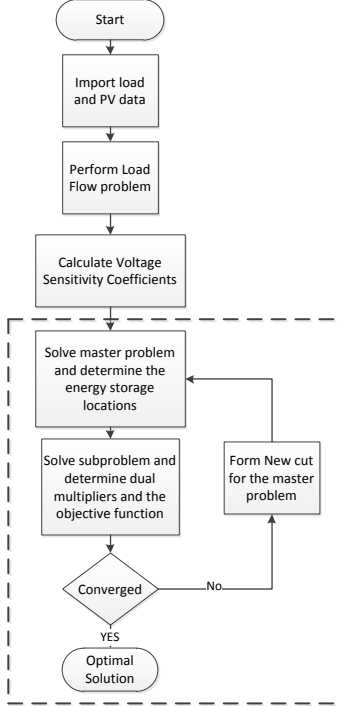 Start
Import load
and PV data
Perform Load
Flow problem
Calculate Voltage
Sensitivity Coefficients
Solve master problem
and determine the
energy storage
locations
Solve subproblem and
determine dual
multipliers and the
objective function
Form New cut
for the master
problem
Converged
No
YES
Optimal
Solution